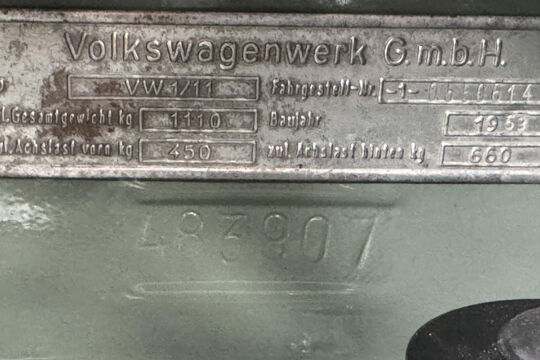 Volkswagenwerk G.m.b.H.
VW 1/11 Fahrgestell-Nr.
l.Gesamtgewicht kg 1110 Baujahr 1953
l.Achslast vorn kg 450 zul. Achslast hinten kg 660
483907